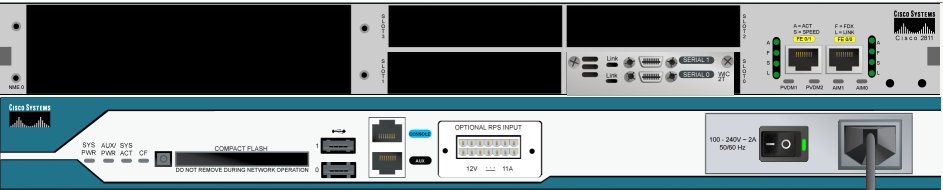 CISCO SYSTEMS
Cisco 2811
SLOT 3
SLOT 2
A = ACT F = FDX
S = SPEED L = LINK
FE 0/1 FE 0/0
A A
F F
S S
L L
SLOT 1
SLOT 0
Link SERIAL 1
Link SERIAL 0
WIC 2T
NME 0
PVDM1 PVDM2 AIM1 AIM0
CISCO SYSTEMS
SYS PWR
AUX/ PWR
SYS ACT
CF
COMPACT FLASH
DO NOT REMOVE DURING NETWORK OPERATION
1
0
CONSOLE
AUX
OPTIONAL RPS INPUT
12V 11A
100 - 240V ~ 2A
50/60 Hz